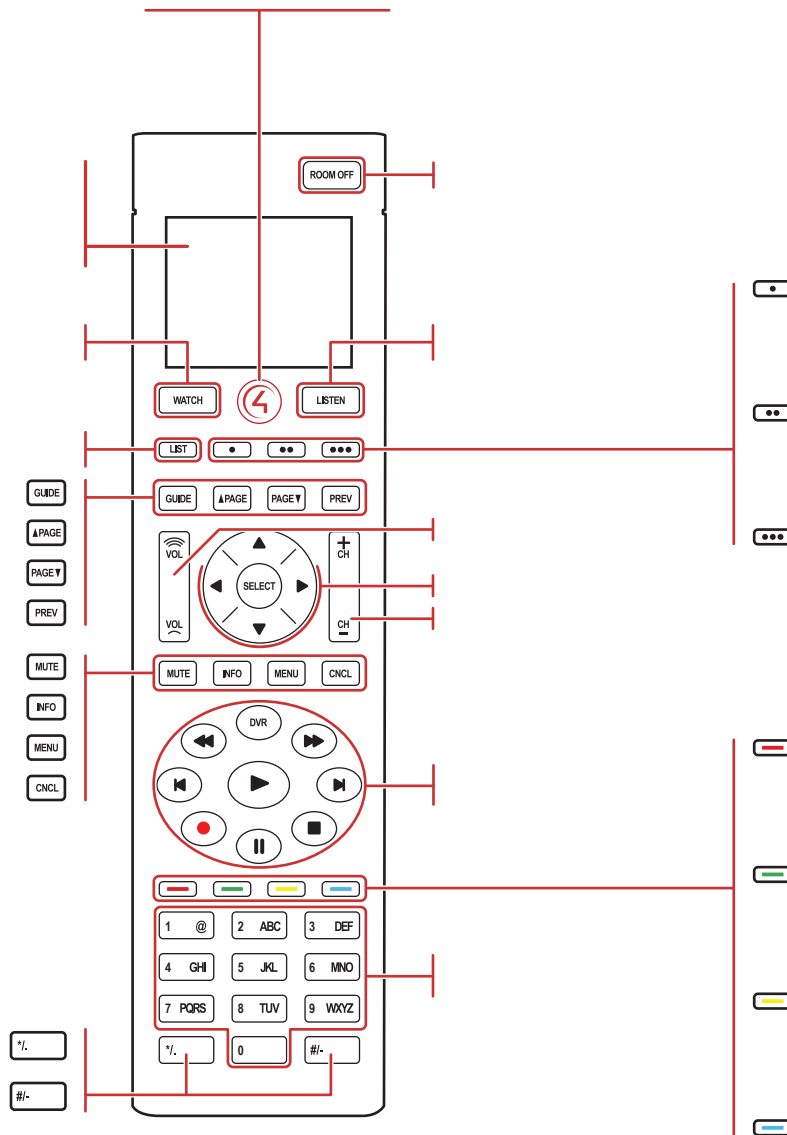 ROOM OFF
WATCH 4 LISTEN
LIST
GUIDE ▲PAGE PAGE▼ PREV
VOL
+
CH
SELECT
VOL
CH
-
MUTE INFO MENU CNCL
DVR
1 @ 2 ABC 3 DEF
4 GHI 5 JKL 6 MNO
7 PQRS 8 TUV 9 WXYZ
*/. 0 #/-
GUIDE
▲PAGE
PAGE▼
PREV
MUTE
INFO
MENU
CNCL
*/.
#/-